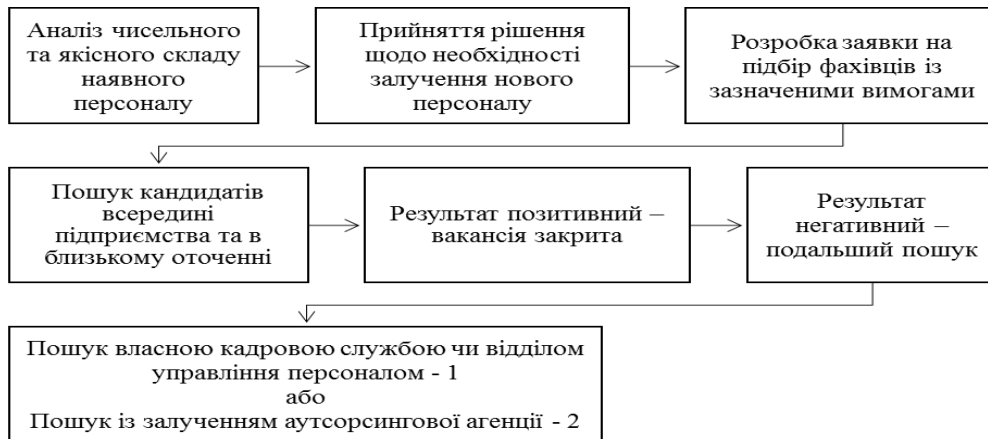 Аналіз чисельного
та якісного складу
наявного
персоналу
Прийняття рішення
щодо необхідності
залучення нового
персоналу
Розробка заявки на
підбір фахівців із
зазначеними вимогами
Пошук кандидатів
всередині
підприємства та в
близькому оточенні
Результат позитивний –
вакансія закрита
Результат
негативний –
подальший пошук
Пошук власною кадровою службою чи відділом
управління персоналом - 1
або
Пошук із залученням аутсорсингової агенції - 2